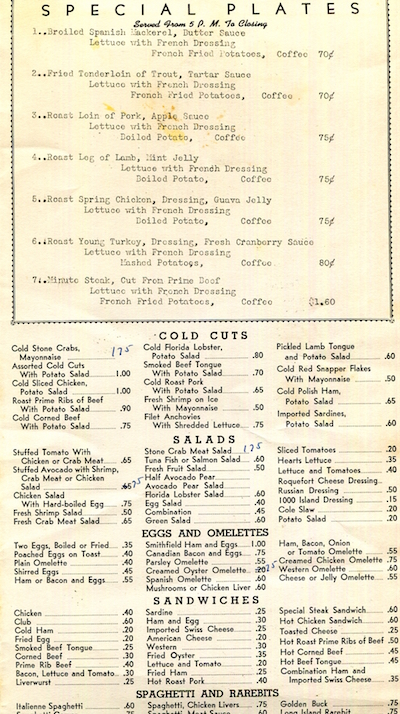 SPECIAL PLATES
Served From 5 P. M. To Closing
1..Broiled Spanish Mackerel, Butter Sauce
Lettuce with French Dressing
French Fried Potatoes, Coffee 70¢
2..Fried Tenderloin of Trout, Tartar Sauce
Lettuce with French Dressing
French Fried Potatoes, Coffee 70¢
3..Roast Loin of Pork, Apple Sauce
Lettuce with French Dressing
Boiled Potato, Coffee 75¢
4..Roast Leg of Lamb, Mint Jelly
Lettuce with French Dressing
Boiled Potato, Coffee 75¢
5..Roast Spring Chicken, Dressing, Guava Jelly
Lettuce with French Dressing
Boiled Potato, Coffee 75¢
6.:Roast Young Turkey, Dressing, Fresh Cranberry Sauce
Lettuce with French Dressing
Mashed Potatoes, Coffee 80¢
7..Minute Steak, Cut From Prime Beef
Lettuce with French Dressing
French Fried Potatoes, Coffee $1.60
COLD CUTS
Cold Stone Crabs,
Mayonnaise 175
Assorted Cold Cuts
With Potato Salad 1.00
Cold Sliced Chicken,
Potato Salad 1.00
Roast Prime Ribs of Beef
With Potato Salad .90
Cold Corned Beef
With Potato Salad .75
Cold Florida Lobster,
Potato Salad .80
Smoked Beef Tongue
With Potato Salad .70
Cold Roast Pork
With Potato Salad .65
Fresh Shrimp on Ice
With Mayonnaise .50
Filet Anchovies
With Shredded Lettuce .75
Pickled Lamb Tongue
and Potato Salad .60
Cold Red Snapper Flakes
With Mayonnaise .50
Cold Polish Ham,
Potato Salad .65
Imported Sardines,
Potato Salad .60
SALADS
Stuffed Tomato With
Chicken or Crab Meat .65
Stuffed Avocado with Shrimp,
Crab Meat or Chicken
Salad .65
Chicken Salad
With Hard-boiled Egg .75
Fresh Shrimp Salad .50
Fresh Crab Meat Salad .65
Stone Crab Meat Salad 175
Tuna Fish or Salmon Salad .60
Fresh Fruit Salad .50
Half Avocado Pear
Avocado Pear Salad
Florida Lobster Salad .60
Egg Salad .40
Combination .45
Green Salad .60
Sliced Tomatoes .20
Hearts Lettuce .35
Lettuce and Tomatoes .40
Roquefort Cheese Dressing
Russian Dressing .50
1000 Island Dressing .15
Cole Slaw .20
Potato Salad .20
EGGS AND OMELETTES
Two Eggs, Boiled or Fried .35
Poached Eggs on Toast .40
Plain Omelette .40
Shirred Eggs .45
Ham or Bacon and Eggs .55
Smithfield Ham and Eggs 1.00
Canadian Bacon and Eggs .75
Parsley Omelette .55
Creamed Oyster Omelette
Spanish Omelette .60
Mushrooms or Chicken Liver .60
Ham, Bacon, Onion
or Tomato Omelette .55
Creamed Chicken Omelette .75
Western Omelette .60
Cheese or Jelly Omelette .55
SANDWICHES
Chicken .40
Club .60
Cold Ham .20
Fried Egg .20
Smoked Beef Tongue .25
Corned Beef .30
Prime Rib Beef .40
Bacon, Lettuce and Tomato .30
Liverwurst .25
Sardine .25
Ham and Egg .30
Imported Swiss Cheese .25
American Cheese .20
Western .30
Fried Oyster .30
Lettuce and Tomato .20
Fried Ham .25
Hot Roast Pork .40
Special Steak Sandwich .60
Hot Chicken Sandwich .60
Toasted Cheese .25
Hot Roast Prime Ribs of Beef .50
Hot Corned Beef .45
Hot Beef Tongue .45
Combination Ham and
Imported Swiss Cheese .35
SPAGHETTI AND RAREBITS
Italienne Spaghetti .60
Spaghetti, Chicken Livers .75
Golden Buck .75
Long Island Rarebit .75